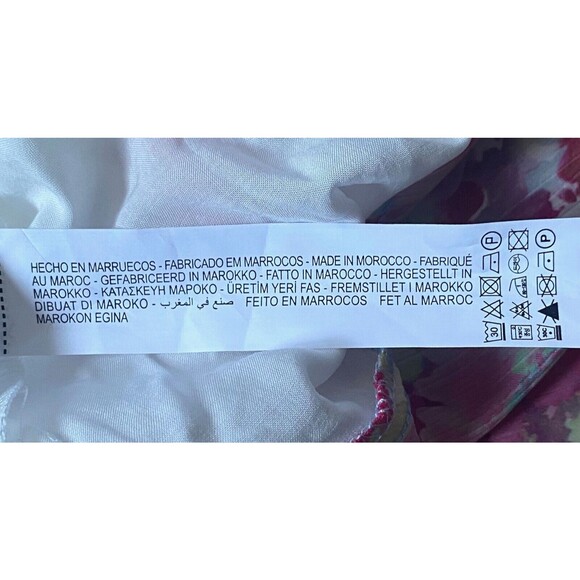 HECHO EN MARRUECOS - FABRICADO EM MARROCOS - MADE IN MOROCCO - FABRIQUÉ
AU MAROC - GEFABRICEERD IN MAROKKO - FATTO IN MAROCCO - HERGESTELLT IN
MAROKKO - ΚΑΤΑΣΚΕΥΗ ΜΑΡΟΚΟ - ÜRETİM YERİ FAS - FREMSTILLET I MAROKKO
DIBUAT DI MAROKO - صنع في المغرب FEITO EN MARROCOS FET AL MARROC
MAROKON EGINA
P
P
30